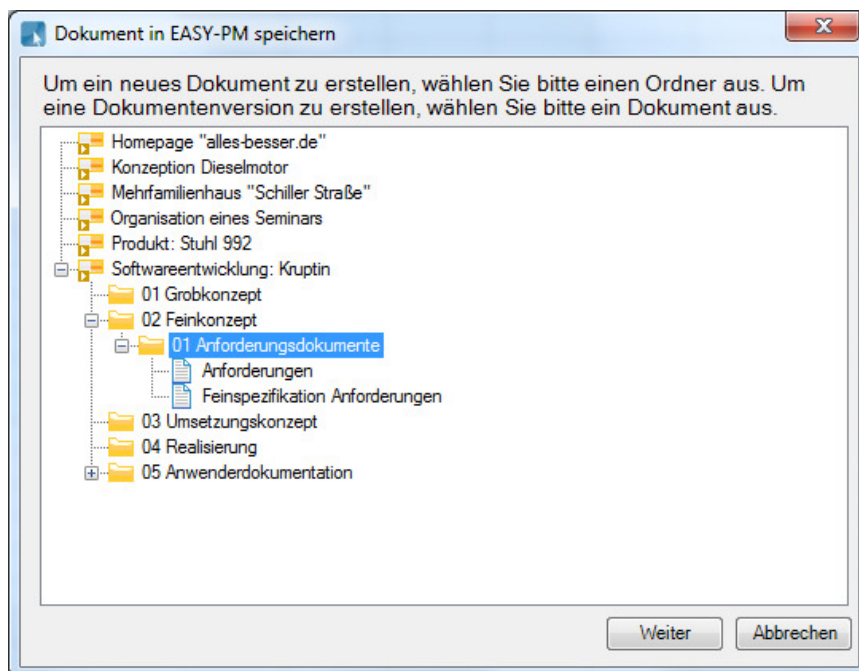 Dokument in EASY-PM speichern
Um ein neues Dokument zu erstellen, wählen Sie bitte einen Ordner aus. Um
eine Dokumentenversion zu erstellen, wählen Sie bitte ein Dokument aus.
Homepage "alles-besser.de"
Konzeption Dieselmotor
Mehrfamilienhaus "Schiller Straße"
Organisation eines Seminars
Produkt: Stuhl 992
Softwareentwicklung: Kruptin
01 Grobkonzept
02 Feinkonzept
01 Anforderungsdokumente
Anforderungen
Feinspezifikation Anforderungen
03 Umsetzungskonzept
04 Realisierung
05 Anwenderdokumentation
Weiter Abbrechen